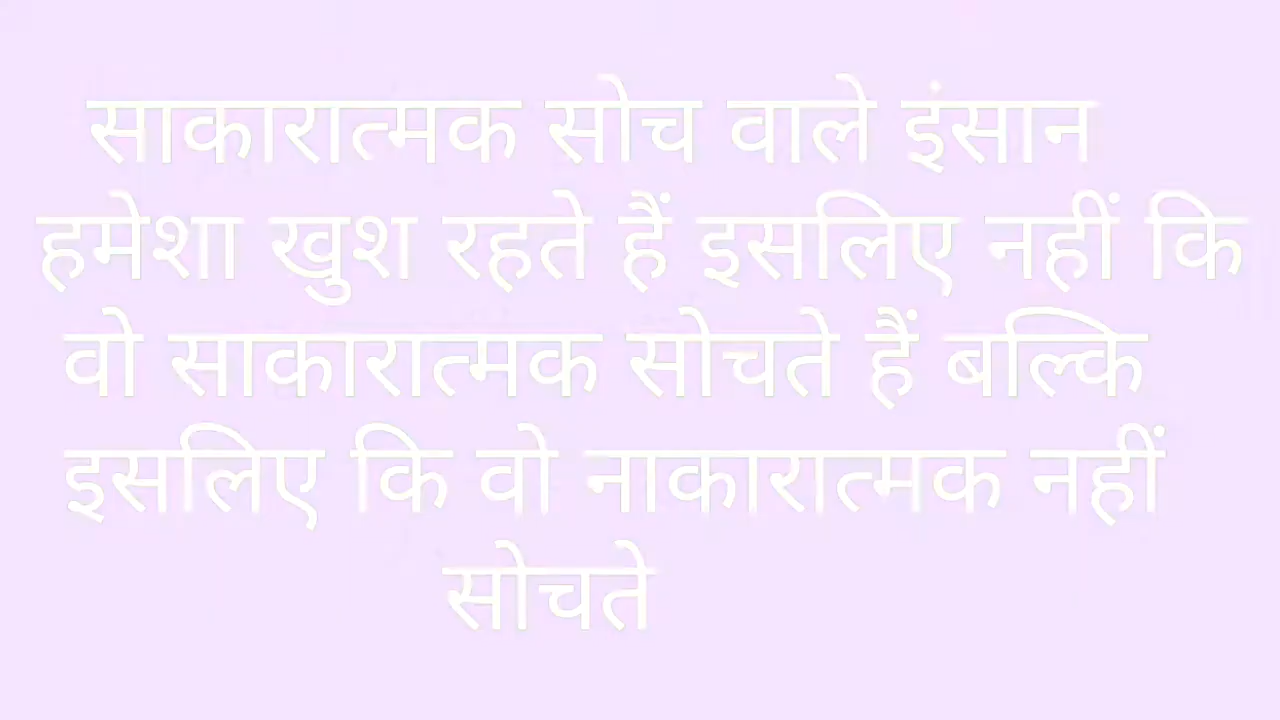 साकारात्मक सोच वाले इंसान
हमेशा खुश रहते हैं इसलिए नहीं कि
वो साकारात्मक सोचते हैं बल्कि
इसलिए कि वो नाकारात्मक नहीं
सोचते